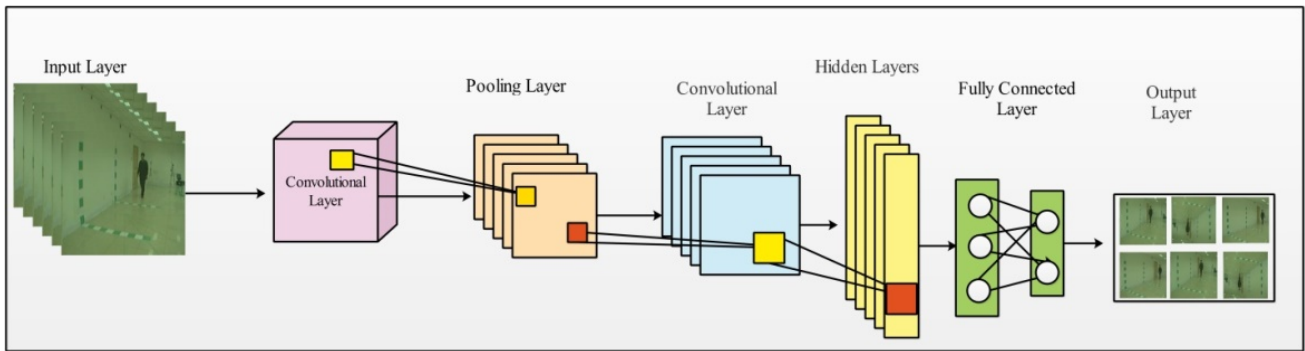 Input Layer
Convolutional
Layer
Pooling Layer
Convolutional
Layer
Hidden Layers
Fully Connected
Layer
Output
Layer